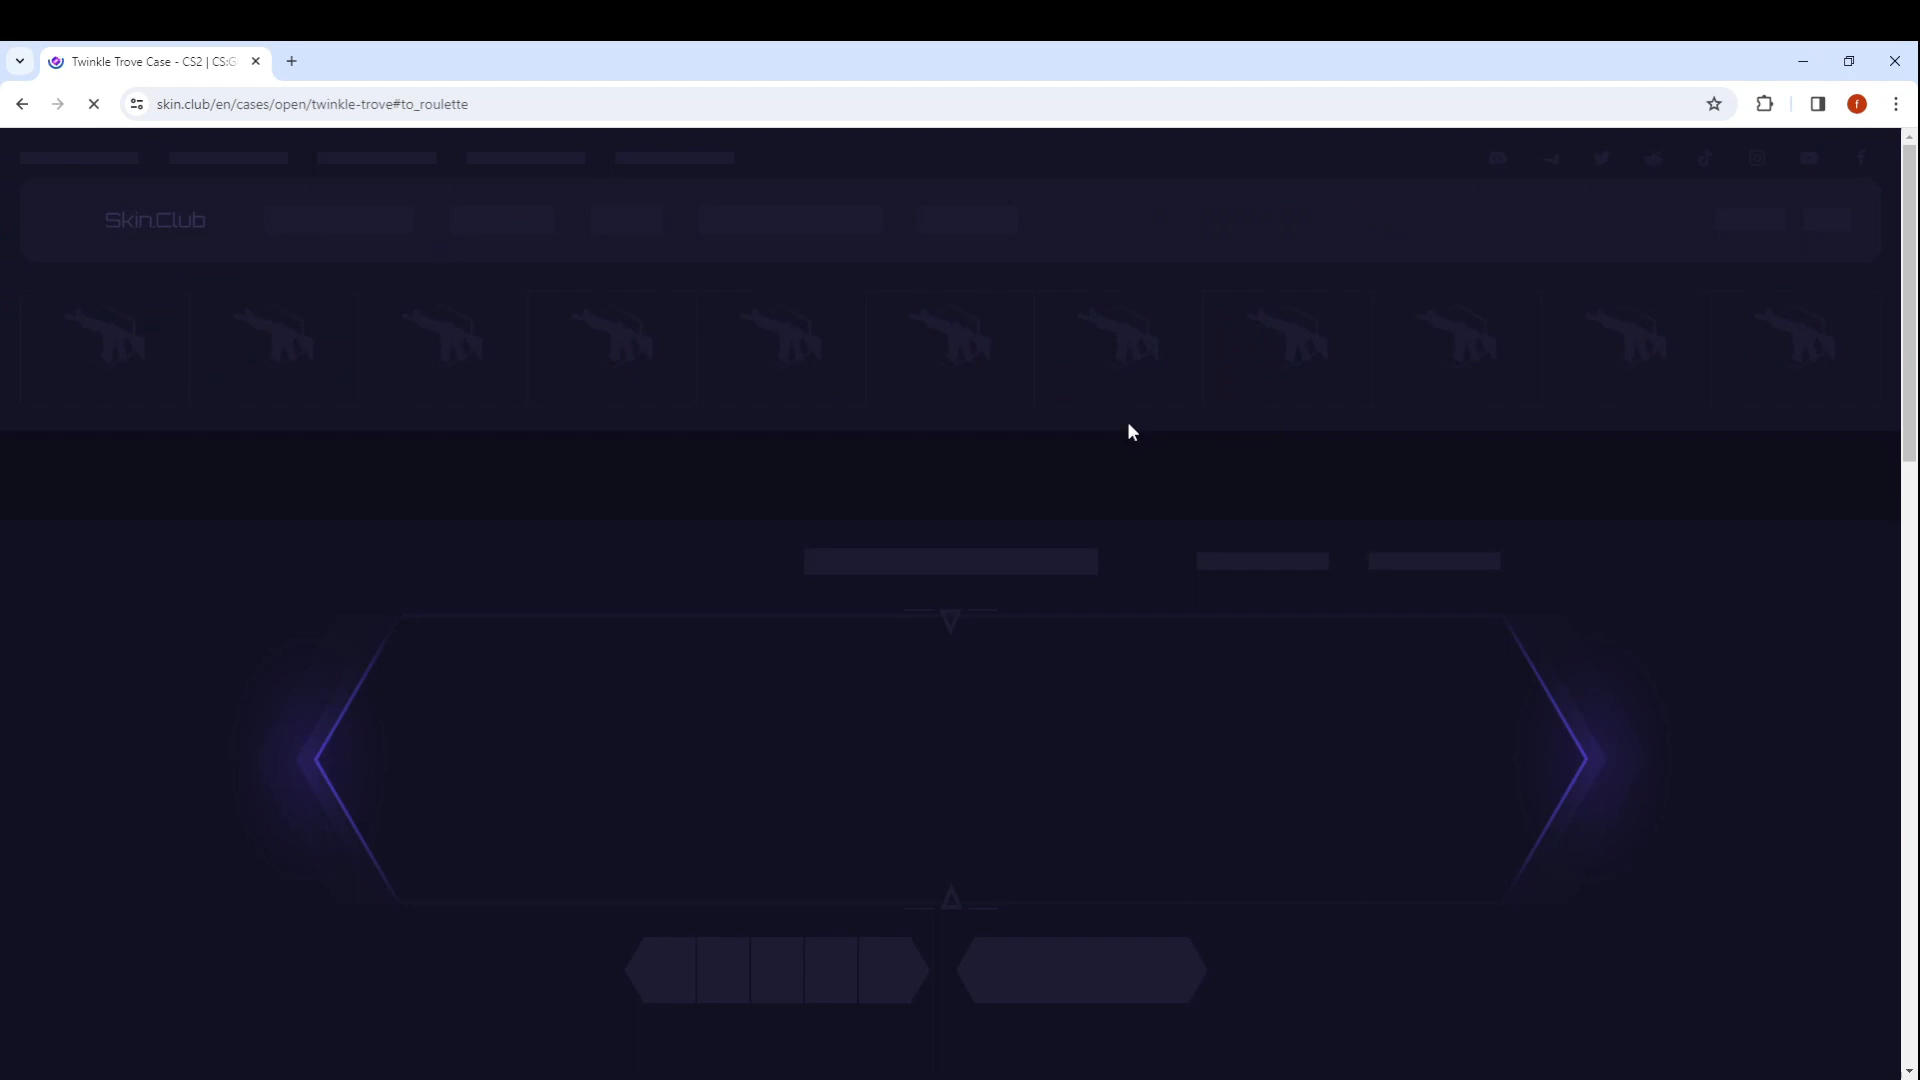 Twinkle Trove Case - CS2 | CS:G
skin.club/en/cases/open/twinkle-trove#to_roulette
f
Skin.Club